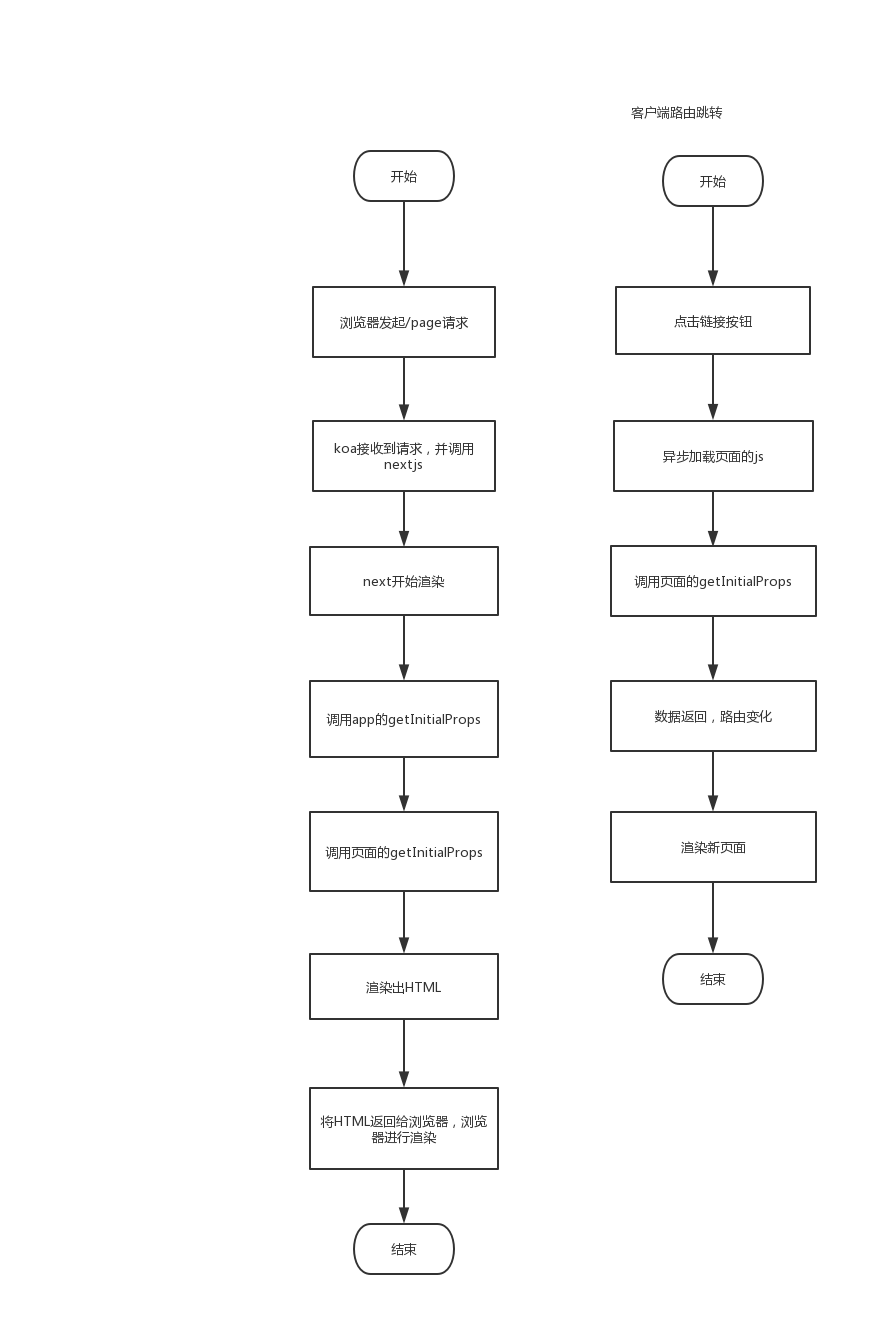 客户端路由跳转
开始
浏览器发起/page请求
koa接收到请求，并调用
nextjs
next开始渲染
调用app的getInitialProps
调用页面的getInitialProps
渲染出HTML
将HTML返回给浏览器，浏览
器进行渲染
结束
开始
点击链接按钮
异步加载页面的js
调用页面的getInitialProps
数据返回，路由变化
渲染新页面
结束